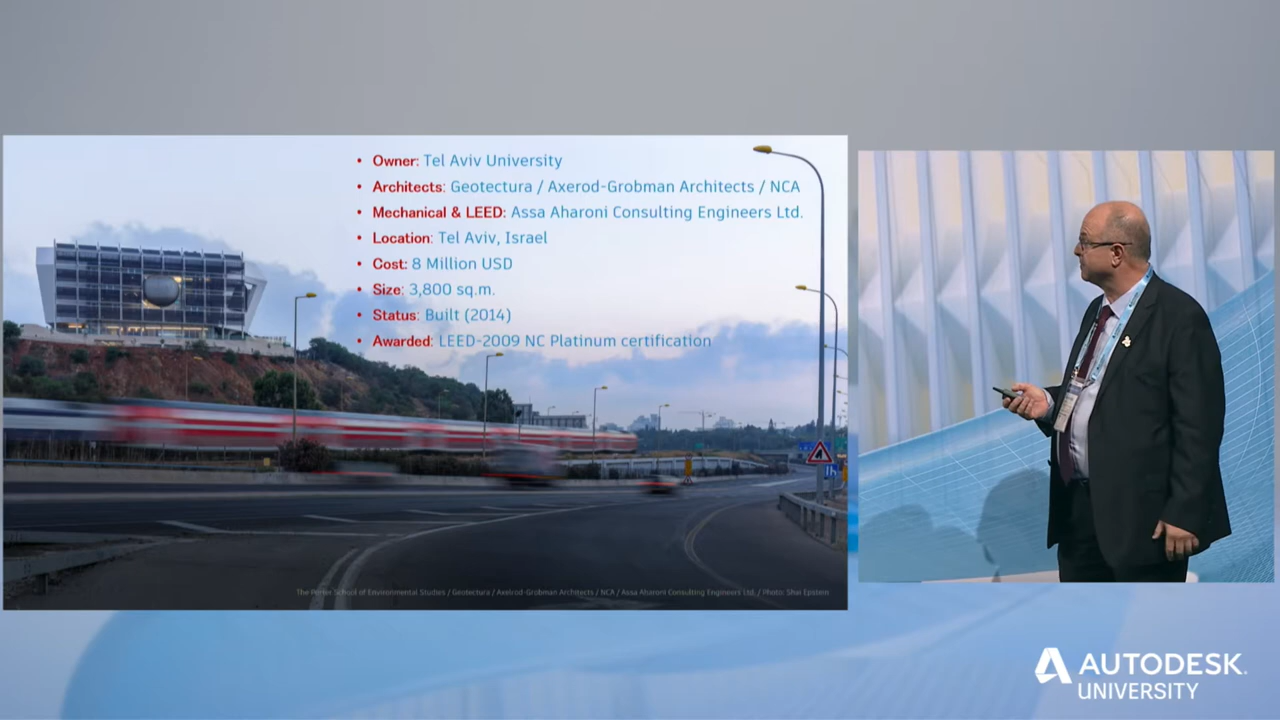 • Owner: Tel Aviv University
• Architects: Geotectura / Axerod-Grobman Architects / NCA
• Mechanical & LEED: Assa Aharoni Consulting Engineers Ltd.
• Location: Tel Aviv, Israel
• Cost: 8 Million USD
• Size: 3,800 sq.m.
• Status: Built (2014)
• Awarded: LEED-2009 NC Platinum certification
The Porter School of Environmental Studies / Geotectura / Axelrod-Grobman Architects / NCA / Assa Aharoni Consulting Engineers Ltd. / Photo: Shai Epstein
AUTODESK.
UNIVERSITY